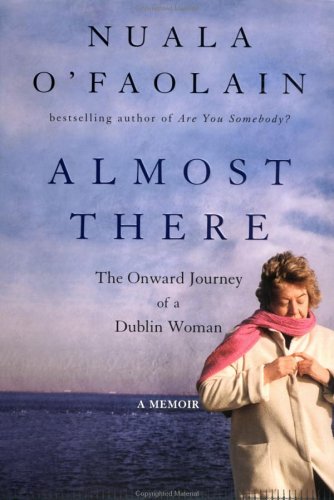 NUALA
O'FAOLAIN
bestselling author of Are You Somebody?
ALMOST
THERE
The Onward Journey
of a
Dublin Woman
A MEMOIR